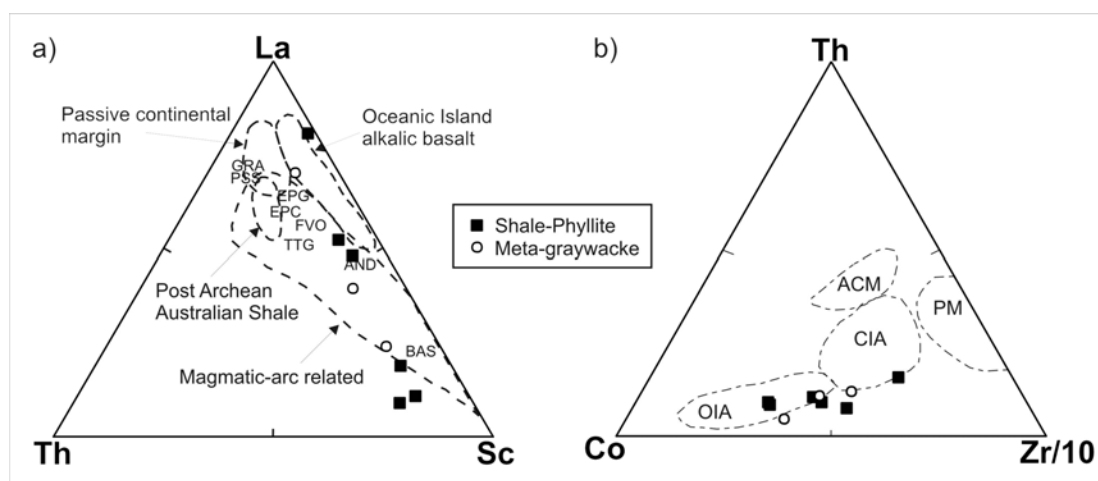 a)
La
Passive continental
margin
Oceanic Island
alkalic basalt
GRA
PSS
EPG
EPC
FVO
TTG
AND
Post Archean
Australian Shale
BAS
Magmatic-arc related
Th
Sc
Shale-Phyllite
Meta-graywacke
b)
Th
ACM
PM
CIA
OIA
Co
Zr/10